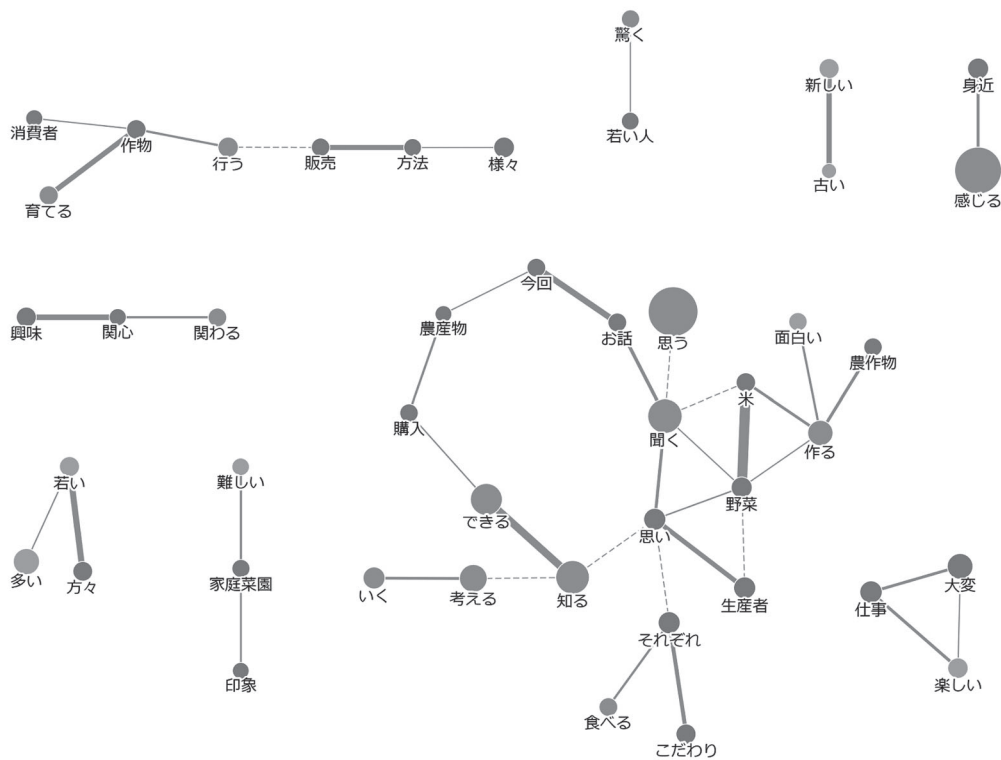 驚く
新しい
身近
消費者
作物
若い人
行う
販売
方法
様々
古い
感じる
育てる
今回
農産物
興味
関心
関わる
お話
思う
面白い
農作物
米
購入
聞く
作る
若い
難しい
野菜
できる
思い
多い
方々
家庭菜園
いく
考える
知る
生産者
大変
仕事
それぞれ
印象
楽しい
食べる
こだわり